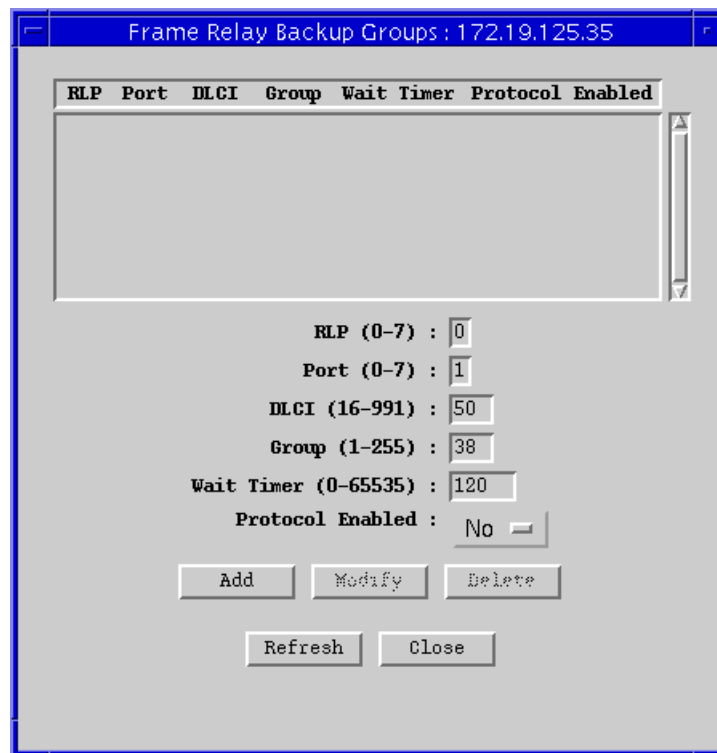 Frame Relay Backup Groups : 172.19.125.35
RLP Port DLCI Group Wait Timer Protocol Enabled
RLP (0-7) : 0
Port (0-7) : 1
DLCI (16-991) : 50
Group (1-255) : 38
Wait Timer (0-65535) : 120
Protocol Enabled : No
Add Modify Delete
Refresh Close